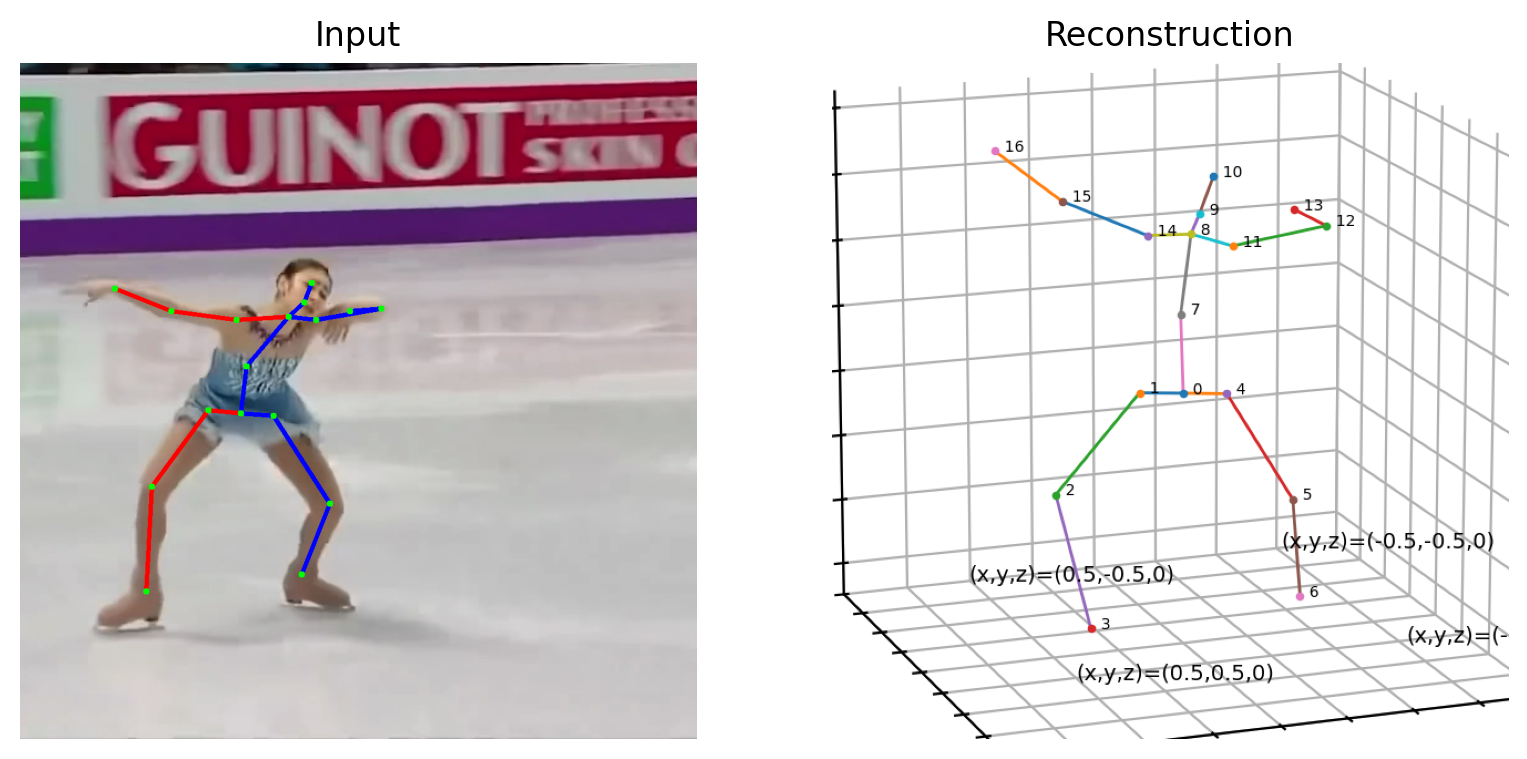 Input
Reconstruction
GUINOT
SKIN
16
10
15
13
9
12
14
8
11
7
1
0
4
2
5
(x,y,z)=(-0.5,-0.5,0)
(x,y,z)=(0.5,-0.5,0)
6
3
(x,y,z)=(-
(x,y,z)=(0.5,0.5,0)